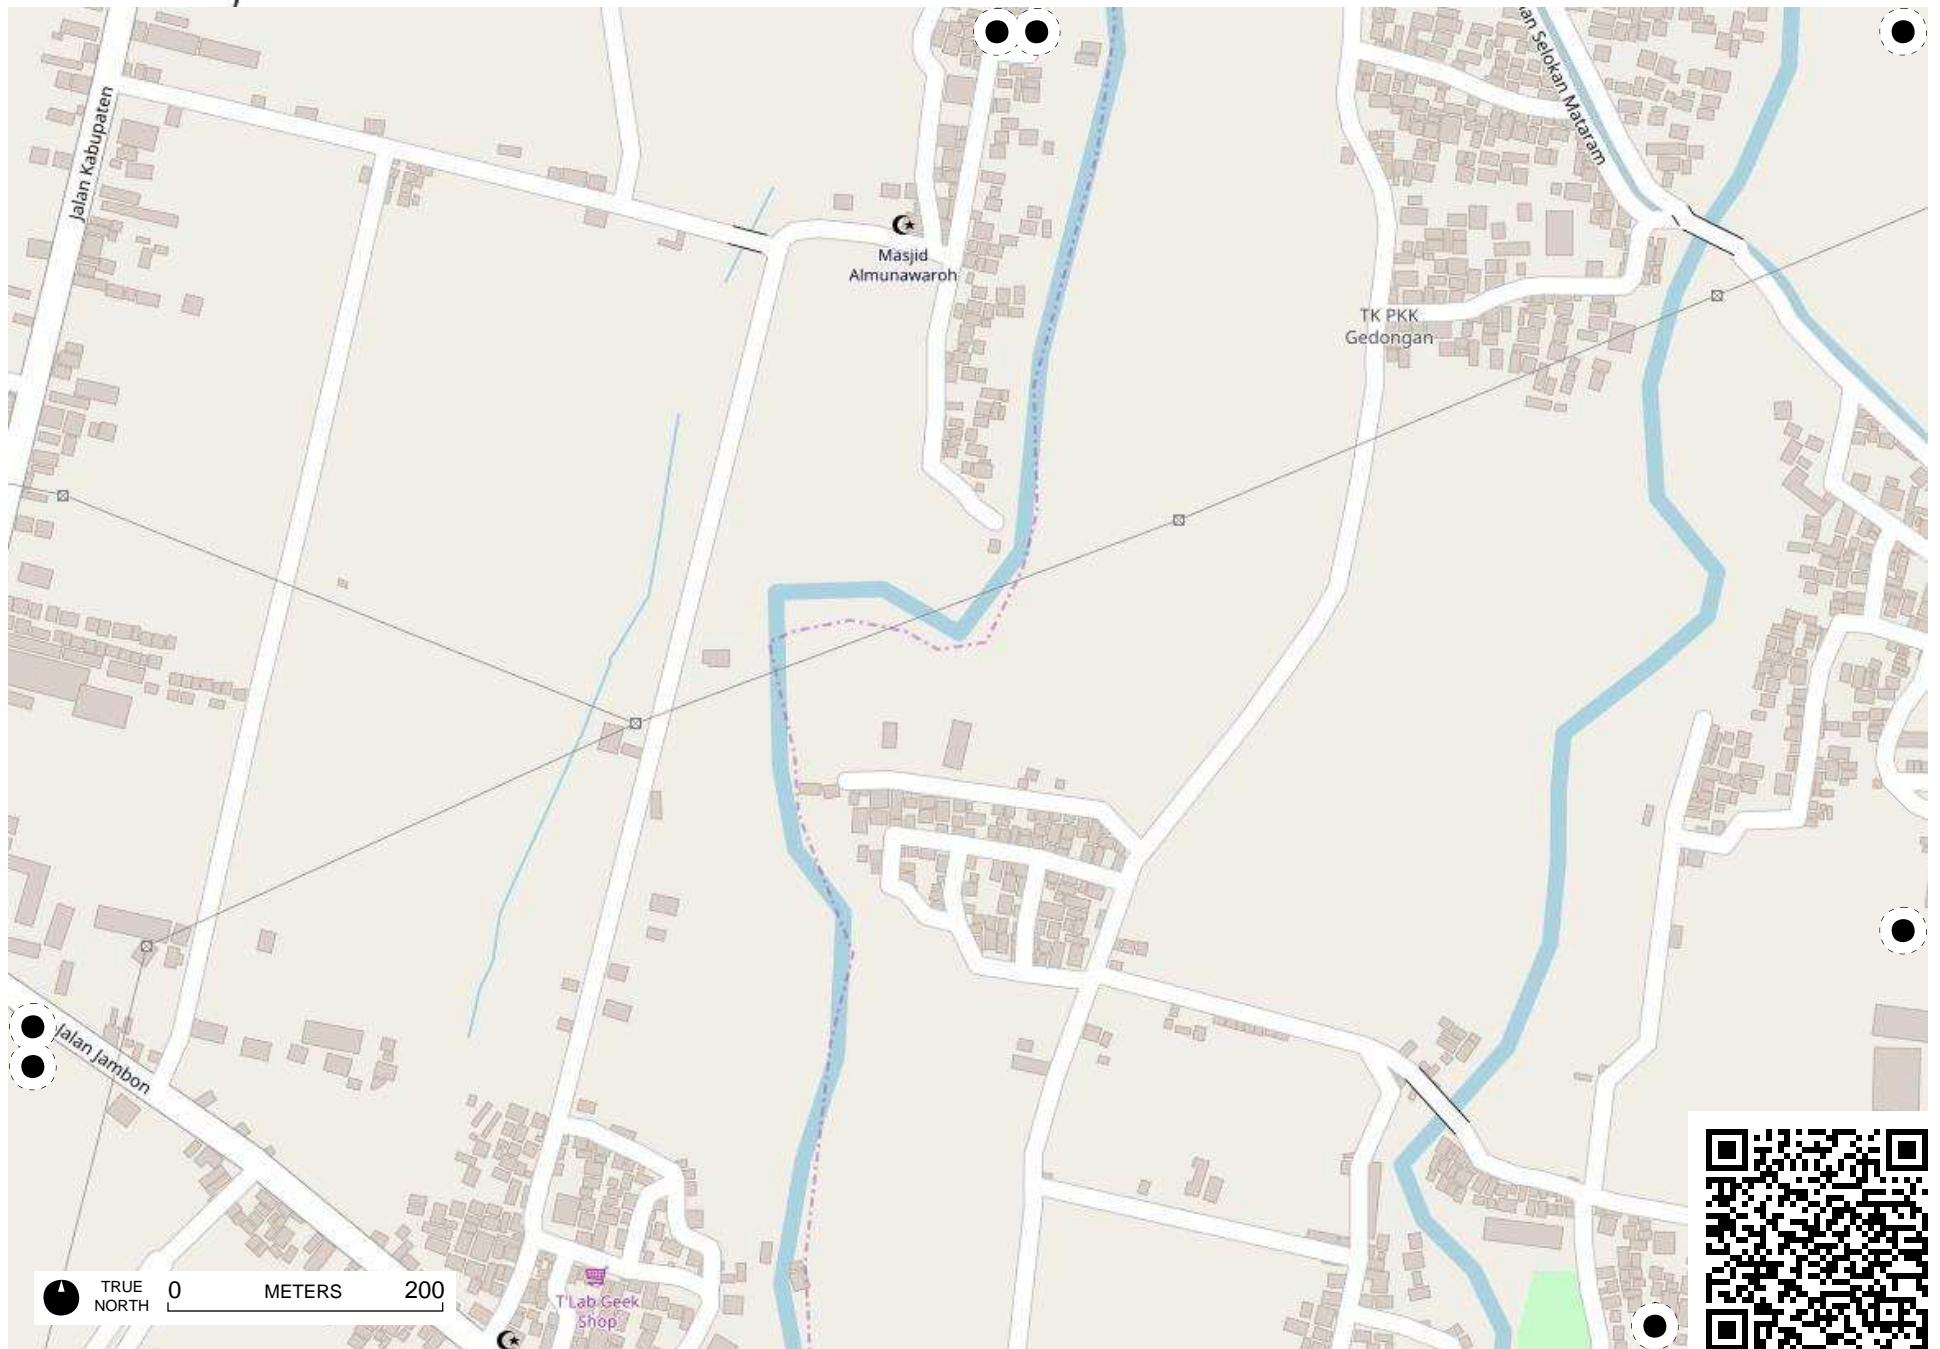 Jalan Kabupaten
an Selokan Mataram
Masjid
Almunawaroh
TK PKK
Gedongan
Jalan Jambon
TRUE
NORTH
0 METERS 200
T'Lab Geek
Shop